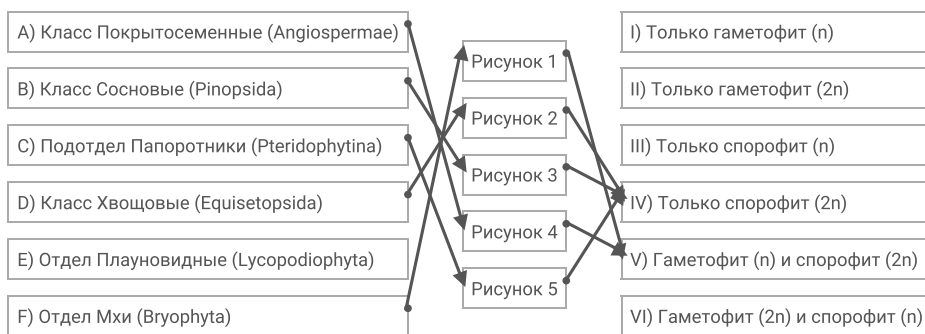 А) Класс Покрытосеменные (Angiospermae)
B) Класс Сосновые (Pinopsida)
C) Подотдел Папоротники (Pteridophytina)
D) Класс Хвощовые (Equisetopsida)
E) Отдел Плауновидные (Lycopodiophyta)
F) Отдел Мхи (Bryophyta)
Рисунок 1
Рисунок 2
Рисунок 3
Рисунок 4
Рисунок 5
I) Только гаметофит (n)
II) Только гаметофит (2n)
III) Только спорофит (n)
IV) Только спорофит (2n)
V) Гаметофит (n) и спорофит (2n)
VI) Гаметофит (2n) и спорофит (n)